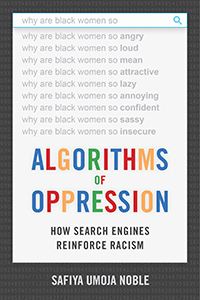 why are black women so
why are black women so angry
why are black women so loud
why are black women so mean
why are black women so attractive
why are black women so lazy
why are black women so annoying
why are black women so confident
why are black women so sassy
why are black women so insecure
ALGORITHMS
OF
OPPRESSION
HOW SEARCH ENGINES
REINFORCE RACISM
SAFIYA UMOJA NOBLE